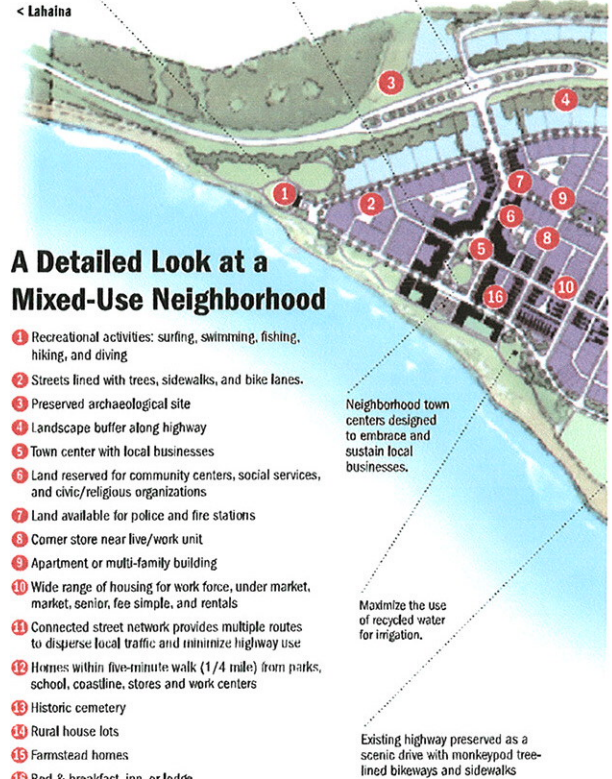 < Lahaina
3
4
1
2
7
9
6
8
5
10
16
A Detailed Look at a
Mixed-Use Neighborhood
1 Recreational activities: surfing, swimming, fishing,
hiking, and diving
2 Streets lined with trees, sidewalks, and bike lanes.
3 Preserved archaeological site
4 Landscape buffer along highway
5 Town center with local businesses
6 Land reserved for community centers, social services,
and civic/religious organizations
7 Land available for police and fire stations
8 Corner store near live/work unit
9 Apartment or multi-family building
10 Wide range of housing for work force, under market,
market, senior, fee simple, and rentals
11 Connected street network provides multiple routes
to disperse local traffic and minimize highway use
12 Homes within five-minute walk (1/4 mile) from parks,
school, coastline, stores and work centers
13 Historic cemetery
14 Rural house lots
15 Farmstead homes
16 Bed & breakfast, inn, or lodge
Neighborhood town
centers designed
to embrace and
sustain local
businesses.
Maximize the use
of recycled water
for irrigation.
Existing highway preserved as a
scenic drive with monkeypod tree-
lined bikeways and sidewalks